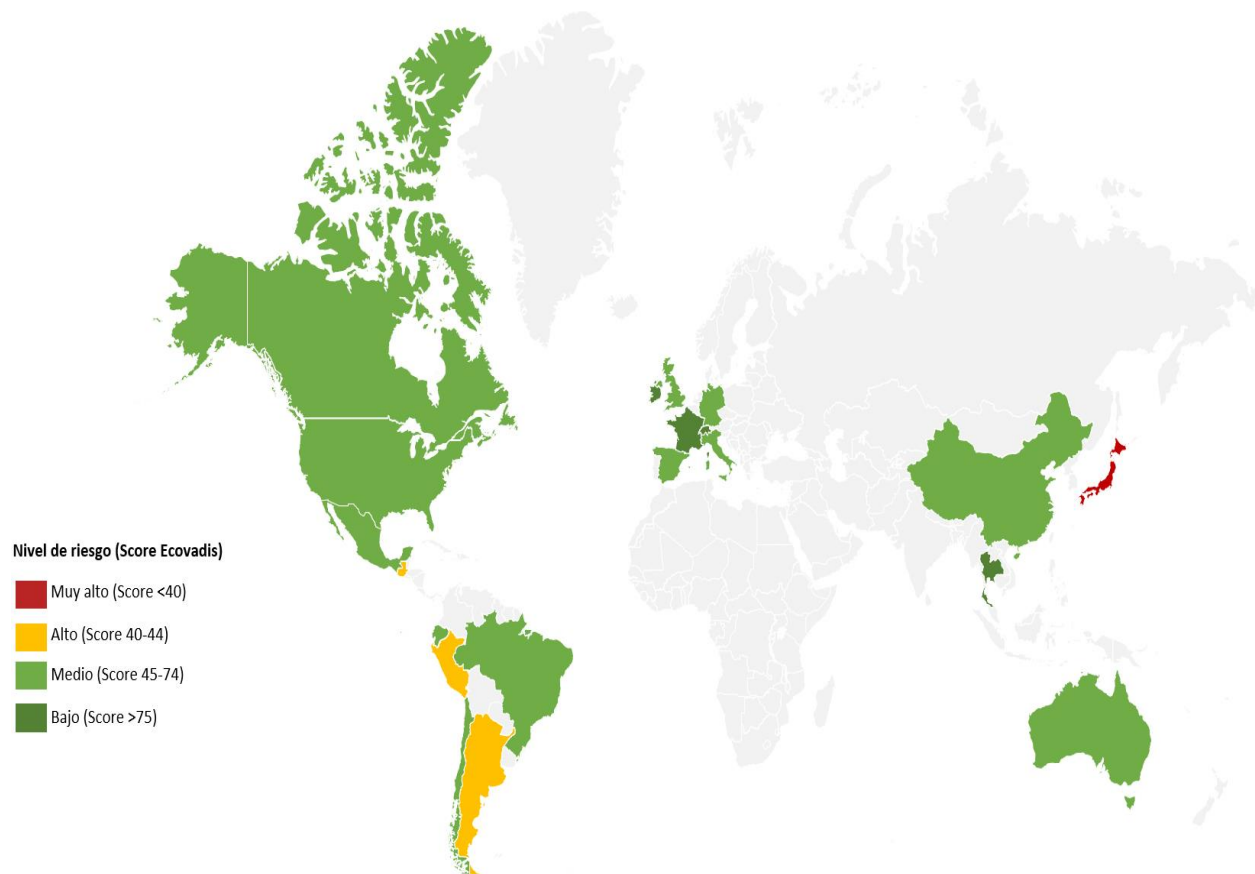 Nivel de riesgo (Score Ecovadis)
Muy alto (Score <40)
Alto (Score 40-44)
Medio (Score 45-74)
Bajo (Score >75)